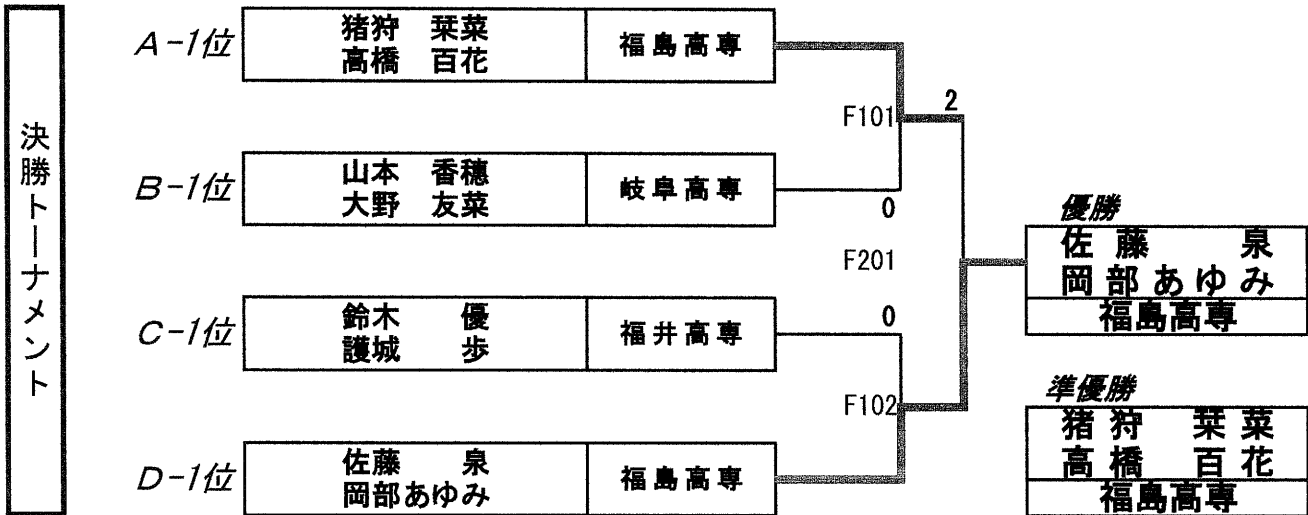 決勝トーナメント
A-1位
猪狩 栞菜
高橋 百花
福島高専
F101
2
B-1位
山本 香穂
大野 友菜
岐阜高専
0
F201
C-1位
鈴木 優
護城 歩
福井高専
0
F102
D-1位
佐藤 泉
岡部あゆみ
福島高専
優勝
佐藤 泉
岡部あゆみ
福島高専
準優勝
猪狩 栞菜
高橋 百花
福島高専